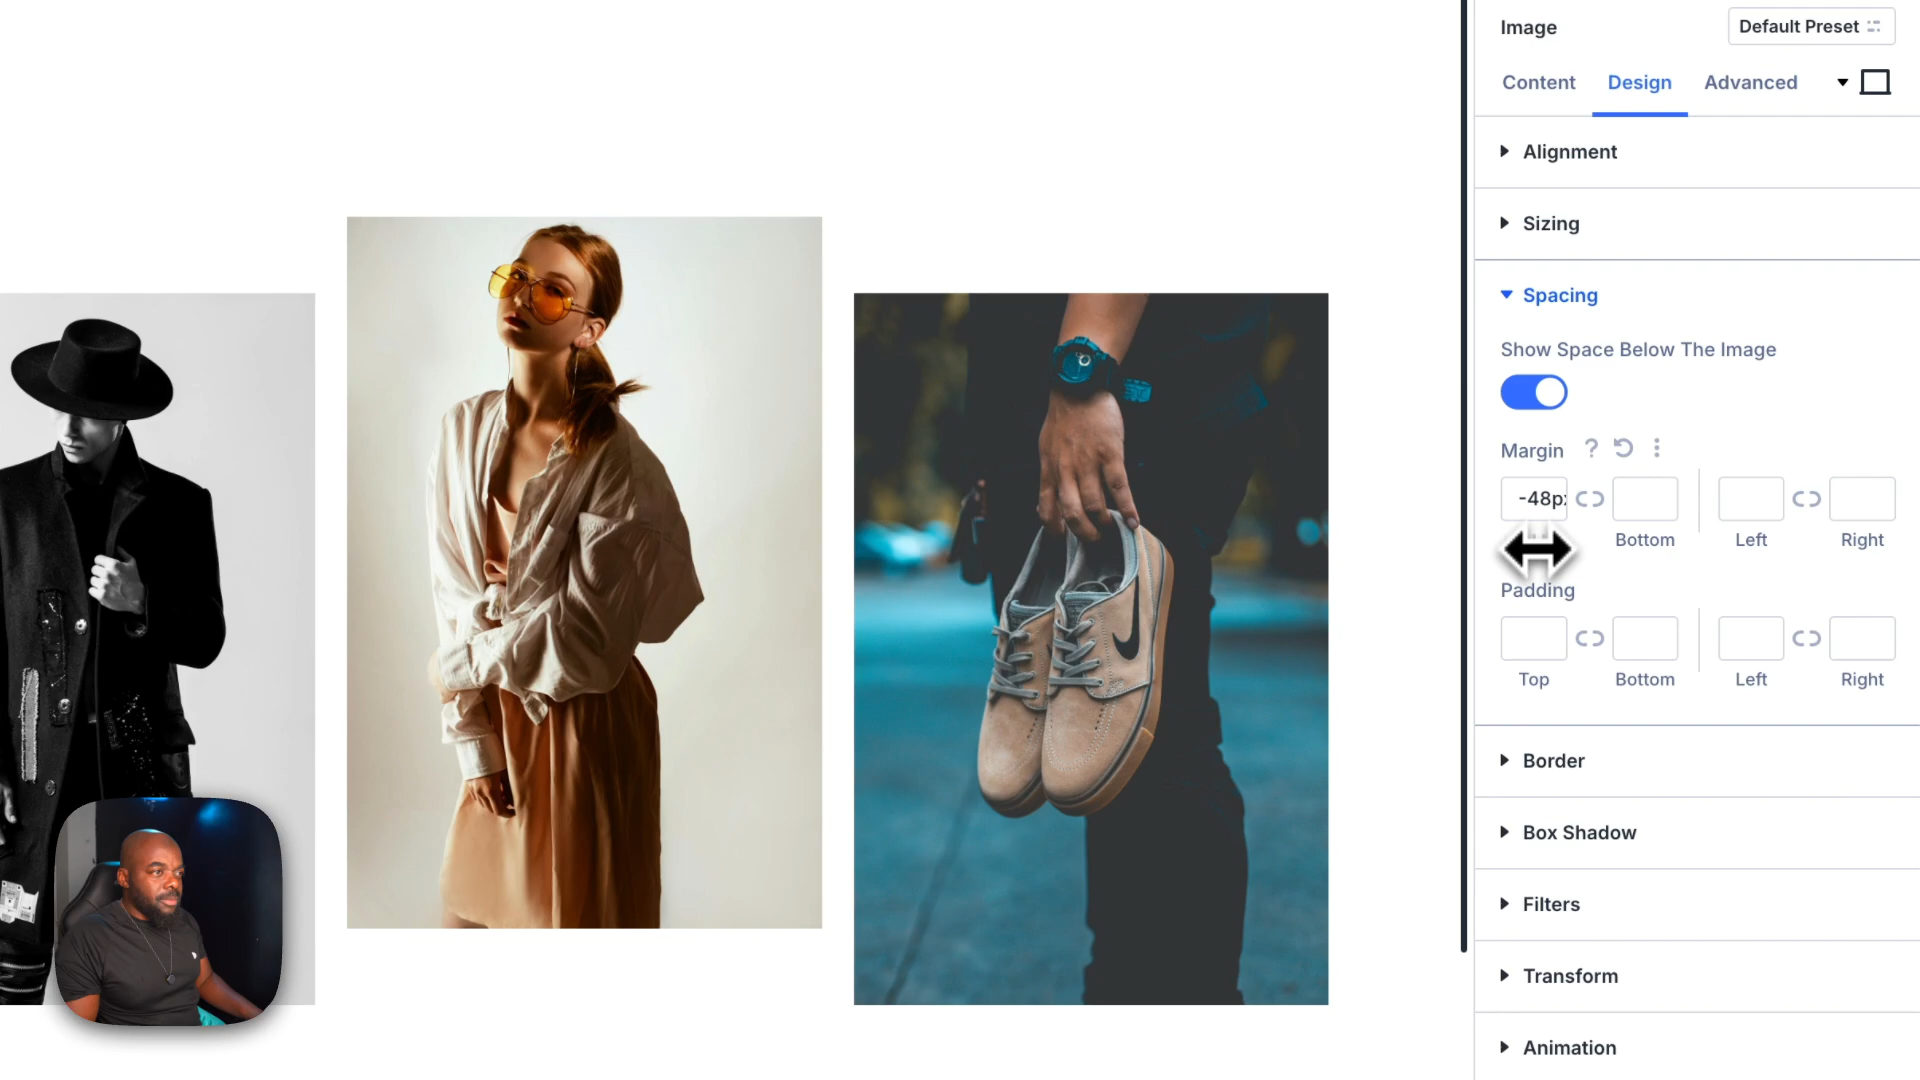 Image
Default Preset
Content Design Advanced
Alignment
Sizing
Spacing
Show Space Below The Image
Margin ?
-48px
Bottom Left Right
Padding
Top Bottom Left Right
Border
Box Shadow
Filters
Transform
Animation